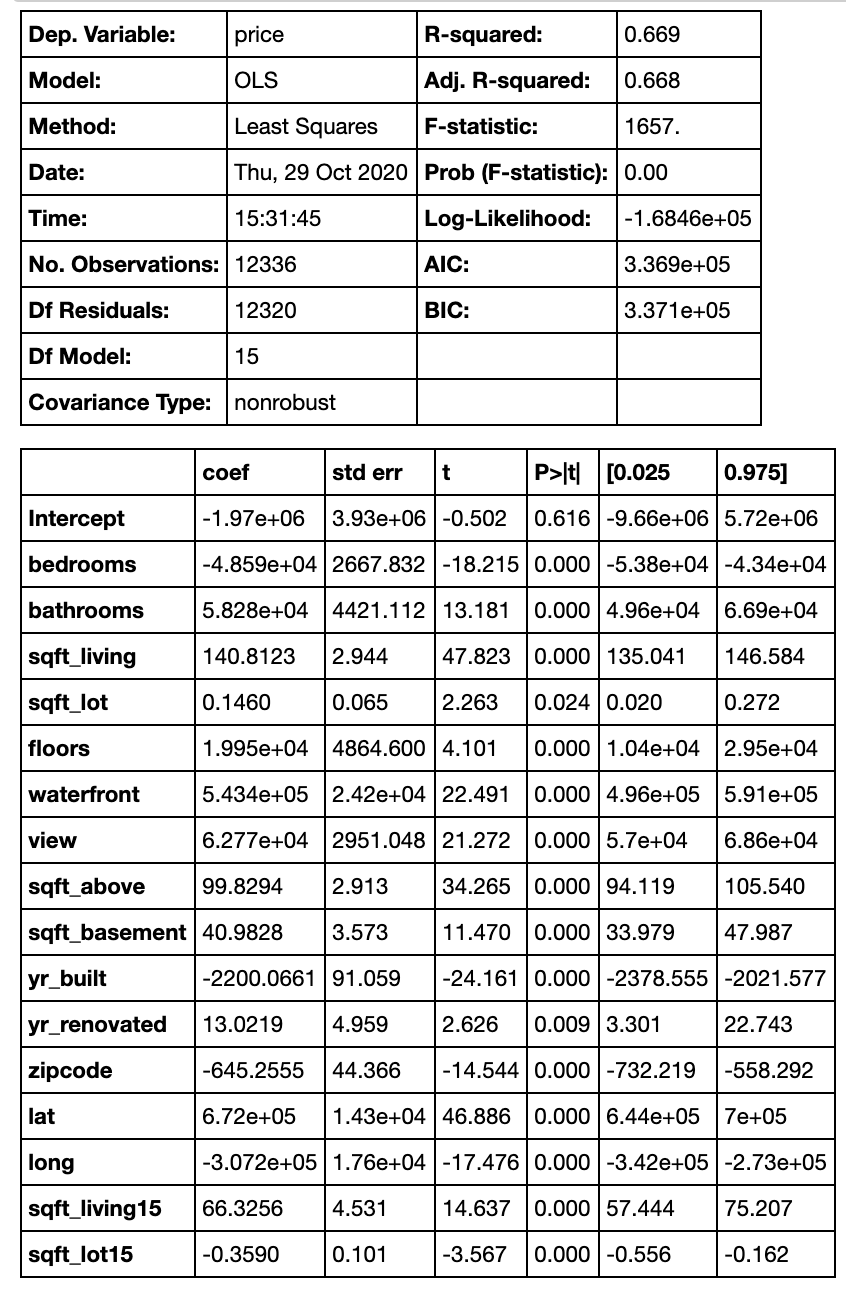 Dep. Variable: price R-squared: 0.669
Model: OLS Adj. R-squared: 0.668
Method: Least Squares F-statistic: 1657.
Date: Thu, 29 Oct 2020 Prob (F-statistic): 0.00
Time: 15:31:45 Log-Likelihood: -1.6846e+05
No. Observations: 12336 AIC: 3.369e+05
Df Residuals: 12320 BIC: 3.371e+05
Df Model: 15
Covariance Type: nonrobust
coef std err t P>|t| [0.025 0.975]
Intercept -1.97e+06 3.93e+06 -0.502 0.616 -9.66e+06 5.72e+06
bedrooms -4.859e+04 2667.832 -18.215 0.000 -5.38e+04 -4.34e+04
bathrooms 5.828e+04 4421.112 13.181 0.000 4.96e+04 6.69e+04
sqft_living 140.8123 2.944 47.823 0.000 135.041 146.584
sqft_lot 0.1460 0.065 2.263 0.024 0.020 0.272
floors 1.995e+04 4864.600 4.101 0.000 1.04e+04 2.95e+04
waterfront 5.434e+05 2.42e+04 22.491 0.000 4.96e+05 5.91e+05
view 6.277e+04 2951.048 21.272 0.000 5.7e+04 6.86e+04
sqft_above 99.8294 2.913 34.265 0.000 94.119 105.540
sqft_basement 40.9828 3.573 11.470 0.000 33.979 47.987
yr_built -2200.0661 91.059 -24.161 0.000 -2378.555 -2021.577
yr_renovated 13.0219 4.959 2.626 0.009 3.301 22.743
zipcode -645.2555 44.366 -14.544 0.000 -732.219 -558.292
lat 6.72e+05 1.43e+04 46.886 0.000 6.44e+05 7e+05
long -3.072e+05 1.76e+04 -17.476 0.000 -3.42e+05 -2.73e+05
sqft_living15 66.3256 4.531 14.637 0.000 57.444 75.207
sqft_lot15 -0.3590 0.101 -3.567 0.000 -0.556 -0.162